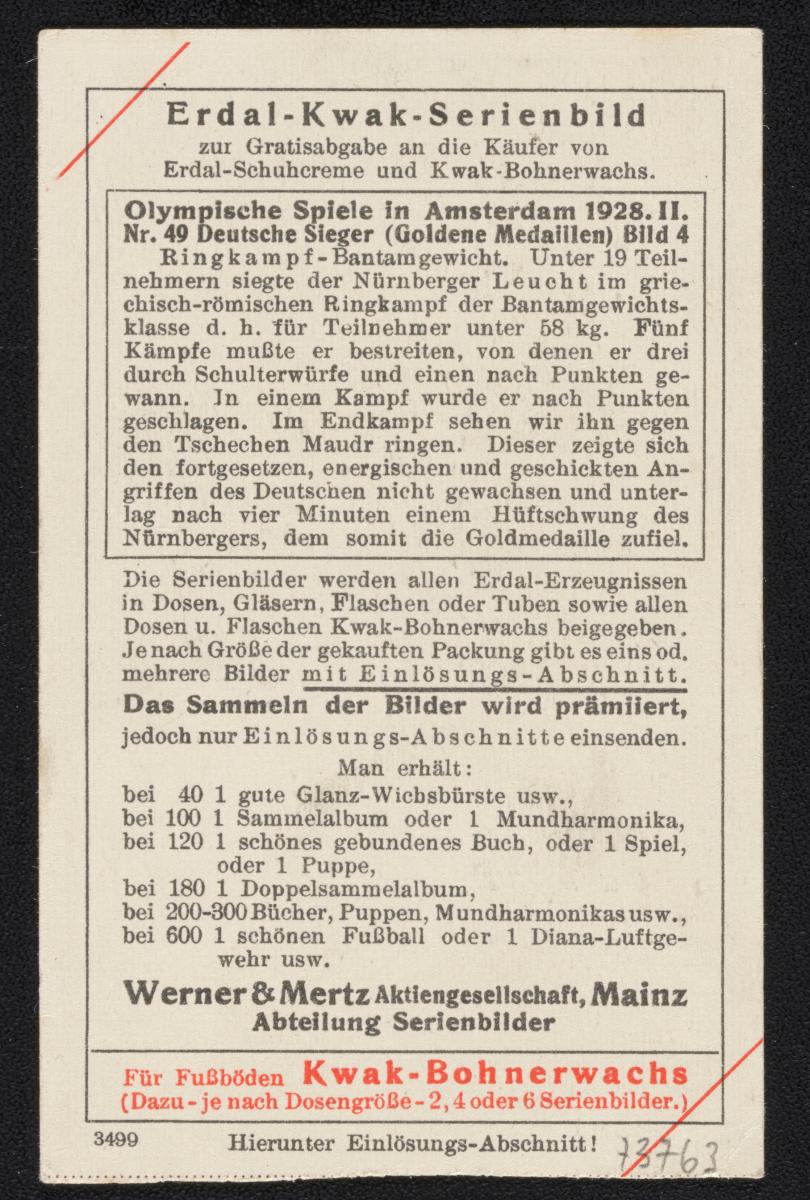 Erdal-Kwak-Serienbild
zur Gratisabgabe an die Käufer von
Erdal-Schuhcreme und Kwak-Bohnerwachs.
Olympische Spiele in Amsterdam 1928. II.
Nr. 49 Deutsche Sieger (Goldene Medaillen) Bild 4
Ringkampf-Bantamgewicht. Unter 19 Teil-
nehmern siegte der Nürnberger Leucht im grie-
chisch-römischen Ringkampf der Bantamgewichts-
klasse d. h. für Teilnehmer unter 58 kg. Fünf
Kämpfe mußte er bestreiten, von denen er drei
durch Schulterwürfe und einen nach Punkten ge-
wann. In einem Kampf wurde er nach Punkten
geschlagen. Im Endkampf sehen wir ihn gegen
den Tschechen Maudr ringen. Dieser zeigte sich
den fortgesetzen, energischen und geschickten An-
griffen des Deutschen nicht gewachsen und unter-
lag nach vier Minuten einem Hüftschwung des
Nürnbergers, dem somit die Goldmedaille zufiel.
Die Serienbilder werden allen Erdal-Erzeugnissen
in Dosen, Gläsern, Flaschen oder Tuben sowie allen
Dosen u. Flaschen Kwak-Bohnerwachs beigegeben.
Je nach Größe der gekauften Packung gibt es eins od.
mehrere Bilder mit Einlösungs-Abschnitt.
Das Sammeln der Bilder wird prämiiert,
jedoch nur Einlösungs-Abschnitte einsenden.
Man erhält:
bei 40 1 gute Glanz-Wichsbürste usw.,
bei 100 1 Sammelalbum oder 1 Mundharmonika,
bei 120 1 schönes gebundenes Buch, oder 1 Spiel,
oder 1 Puppe,
bei 180 1 Doppelsammelalbum,
bei 200-300 Bücher, Puppen, Mundharmonikas usw.,
bei 600 1 schönen Fußball oder 1 Diana-Luftge-
wehr usw.
Werner & Mertz Aktiengesellschaft, Mainz
Abteilung Serienbilder
Für Fußböden Kwak-Bohnerwachs
(Dazu - je nach Dosengröße - 2, 4 oder 6 Serienbilder.)
3499 Hierunter Einlösungs-Abschnitt! 73763